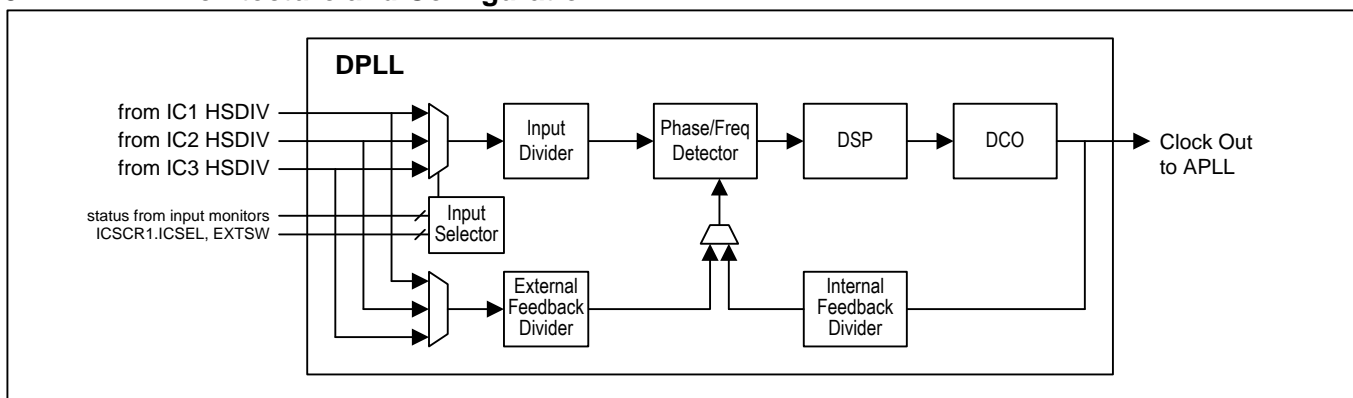 DPLL
from IC1 HSDIV
from IC2 HSDIV
from IC3 HSDIV
status from input monitors
ICSCR1.ICSEL, EXTSW
Input
Selector
Input
Divider
Phase/Freq
Detector
DSP
DCO
Clock Out
to APLL
External
Feedback
Divider
Internal
Feedback
Divider